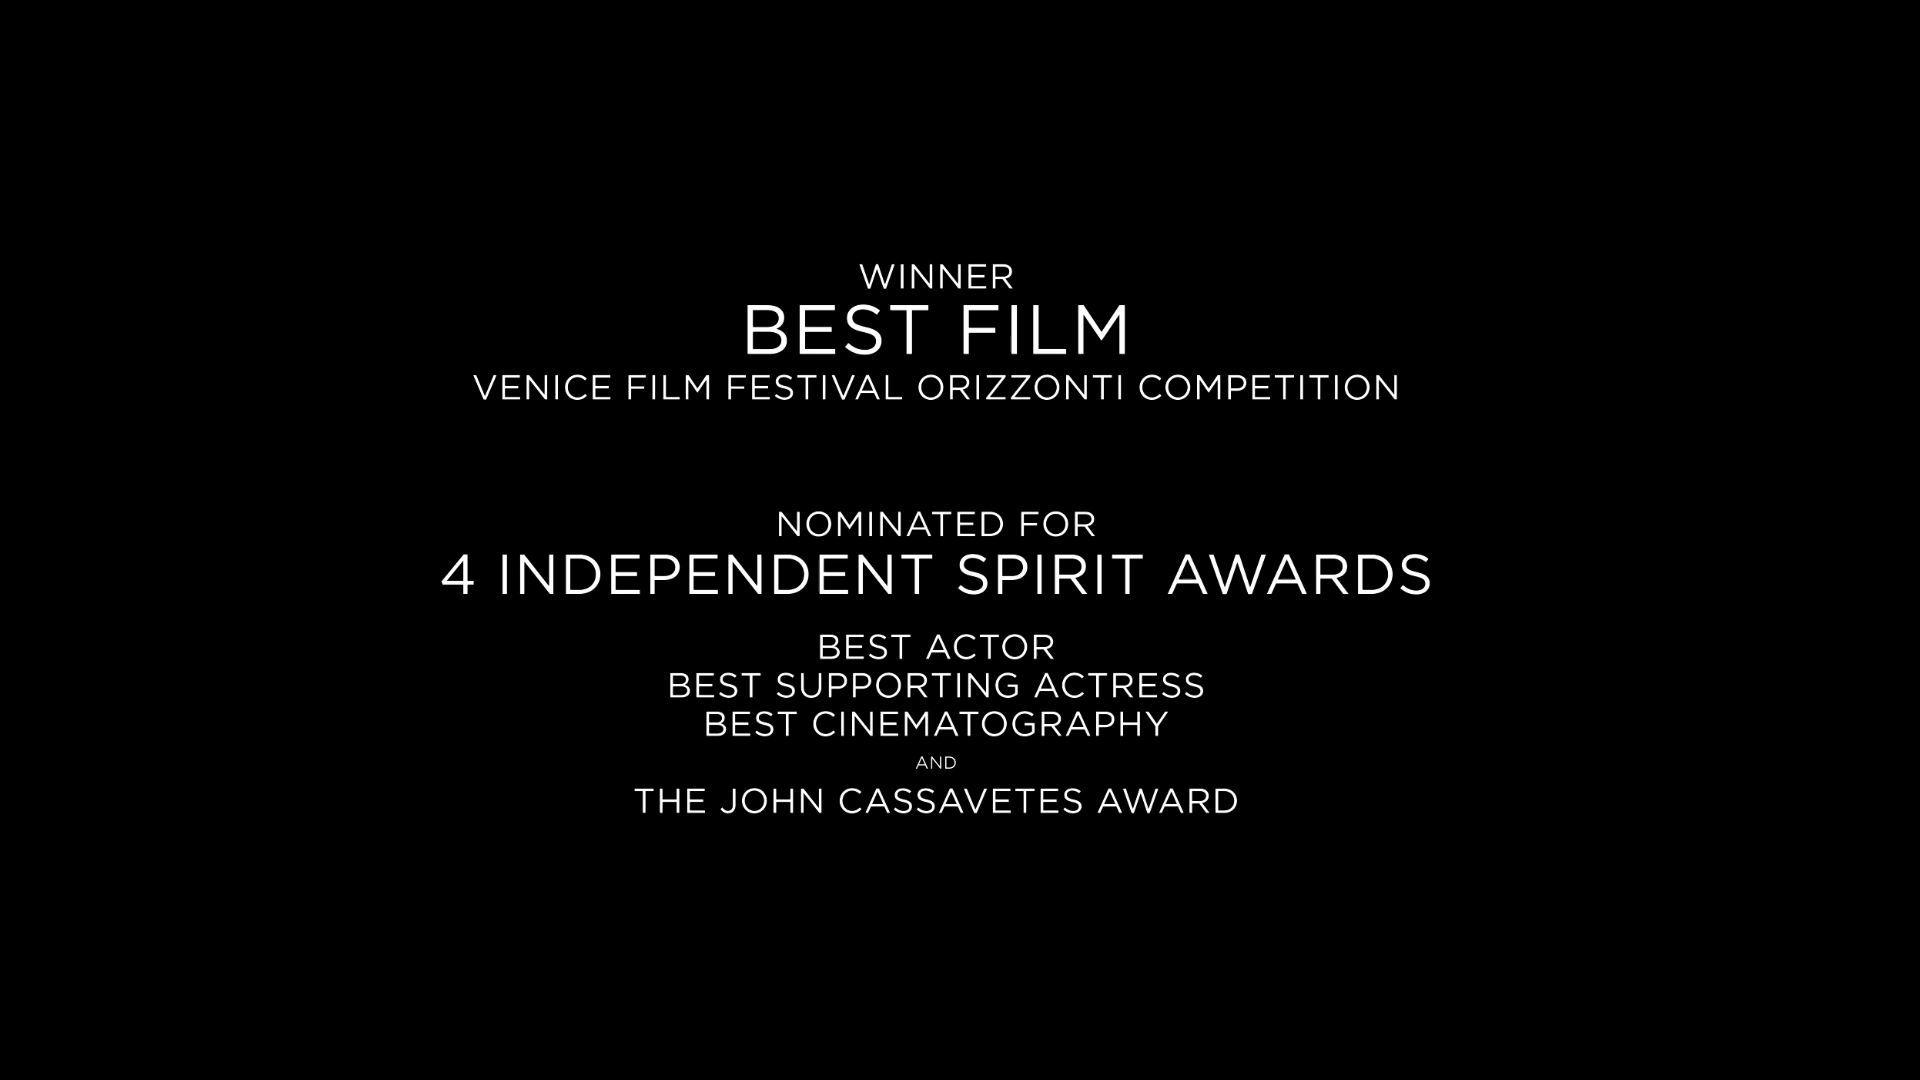 WINNER
BEST FILM
VENICE FILM FESTIVAL ORIZZONTI COMPETITION
NOMINATED FOR
4 INDEPENDENT SPIRIT AWARDS
BEST ACTOR
BEST SUPPORTING ACTRESS
BEST CINEMATOGRAPHY
AND
THE JOHN CASSAVETES AWARD